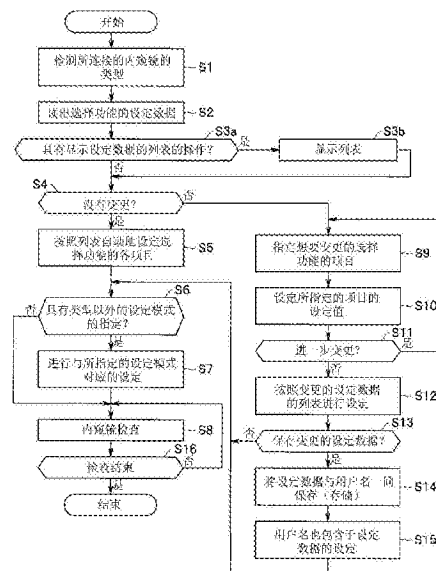 开始
检测所连接的内窥镜的
类型
S1
读出选择功能的设定数据
S2
具有显示设定数据的列表的操作?
S3a
是
显示列表
S3b
否
S4
没有变更?
否
是
按照列表自动地设定选
择功能的各项目
S5
S6
否
具有类型以外的设定模式
的指定?
是
进行与所指定的设定模式
对应的设定
S7
内窥镜检查
S8
S16
检查结束
否
是
结束
指定想要变更的选择
功能的项目
S9
设定所指定的项目的
设定值
S10
S11
进一步变更?
是
否
按照变更的设定数据
的列表进行设定
S12
S13
否
保存变更的设定数据?
是
将设定数据与用户名一同
保存(存储)
S14
用户名也包含于设定
数据的设定
S15